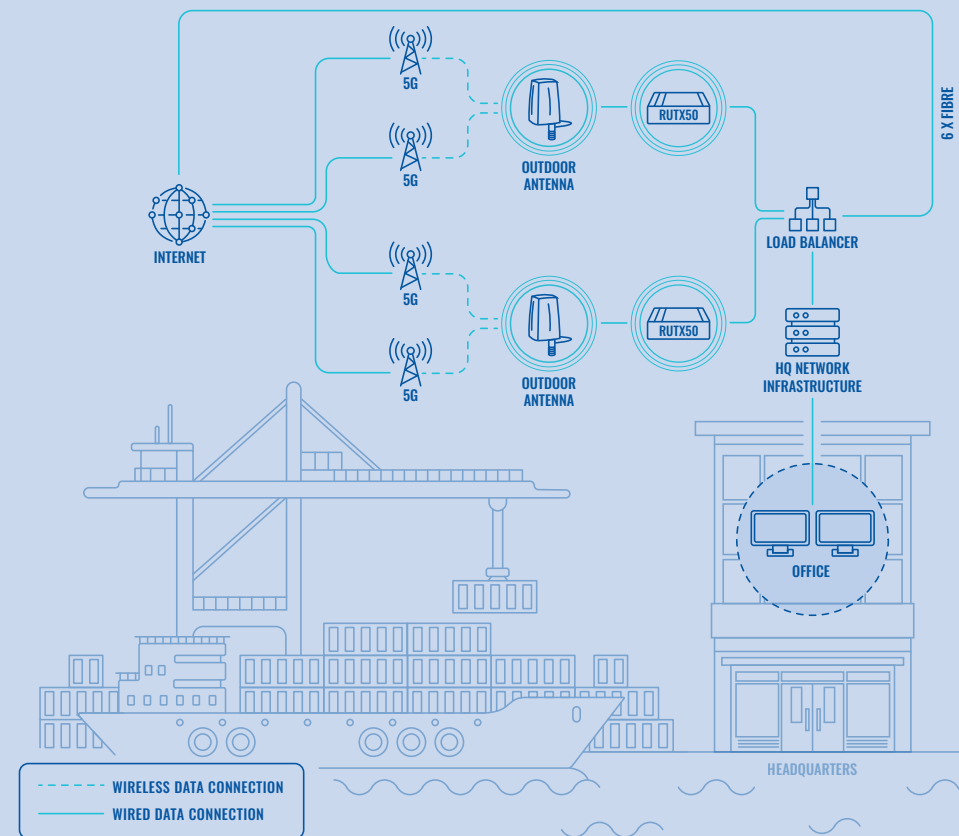 5G
RUTX50
6 X FIBRE
OUTDOOR
ANTENNA
5G
INTERNET
LOAD BALANCER
5G
RUTX50
HQ NETWORK
INFRASTRUCTURE
OUTDOOR
ANTENNA
5G
OFFICE
HEADQUARTERS
WIRELESS DATA CONNECTION
WIRED DATA CONNECTION